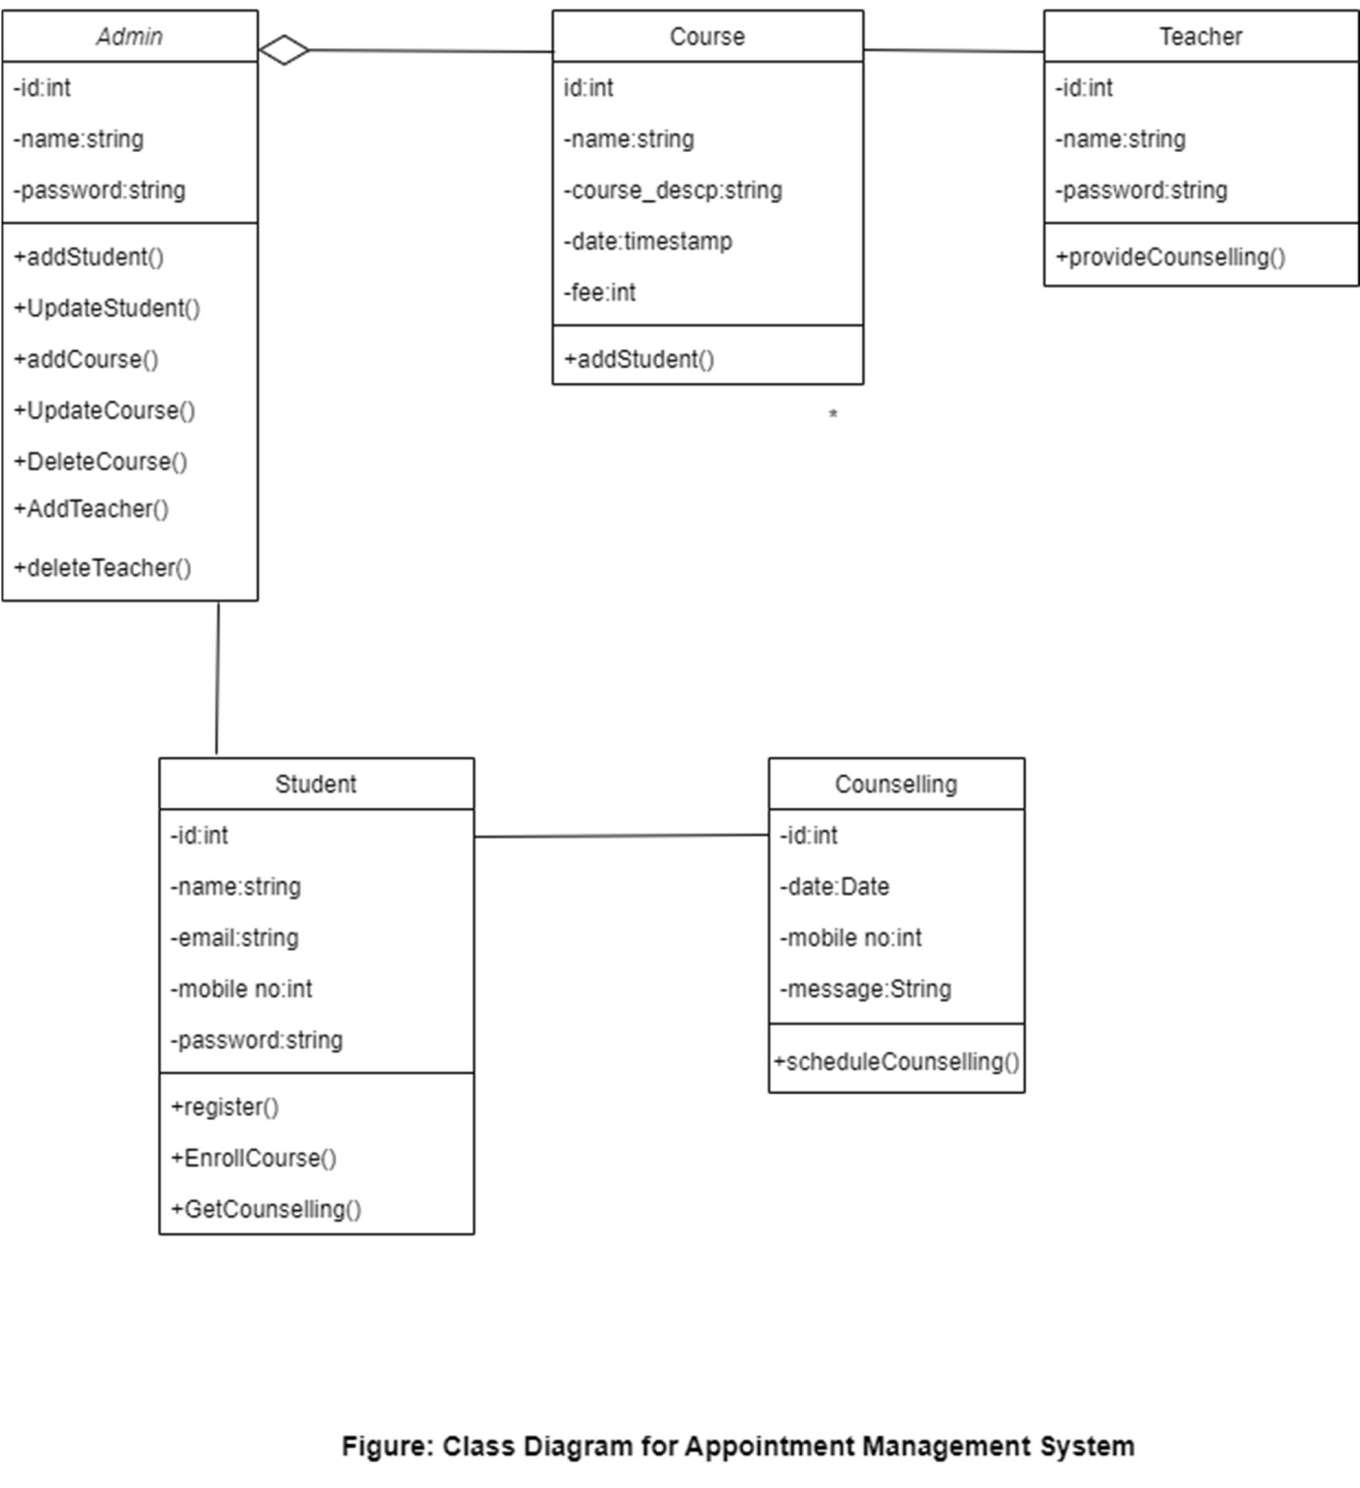 Admin
-id:int
-name:string
-password:string
+addStudent()
+UpdateStudent()
+addCourse()
+UpdateCourse()
+DeleteCourse()
+AddTeacher()
+deleteTeacher()
Course
id:int
-name:string
-course_descp:string
-date:timestamp
-fee:int
+addStudent()
*
Teacher
-id:int
-name:string
-password:string
+provideCounselling()
Student
-id:int
-name:string
-email:string
-mobile no:int
-password:string
+register()
+EnrollCourse()
+GetCounselling()
Counselling
-id:int
-date:Date
-mobile no:int
-message:String
+scheduleCounselling()
Figure: Class Diagram for Appointment Management System